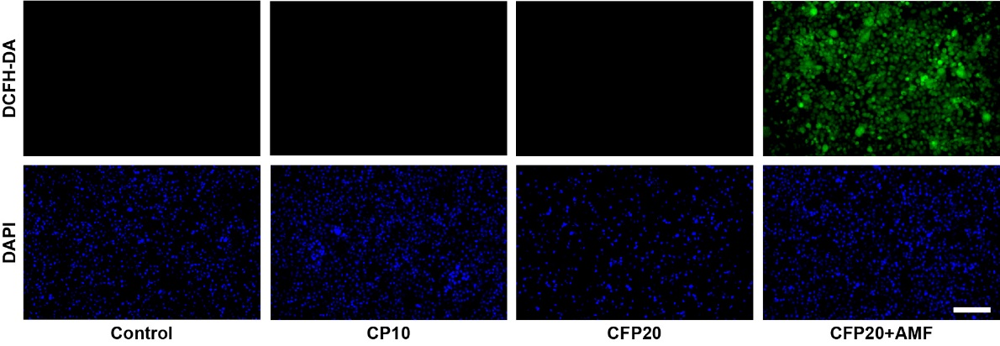 DCFH-DA
DAPI
Control
CP10
CFP20
CFP20+AMF